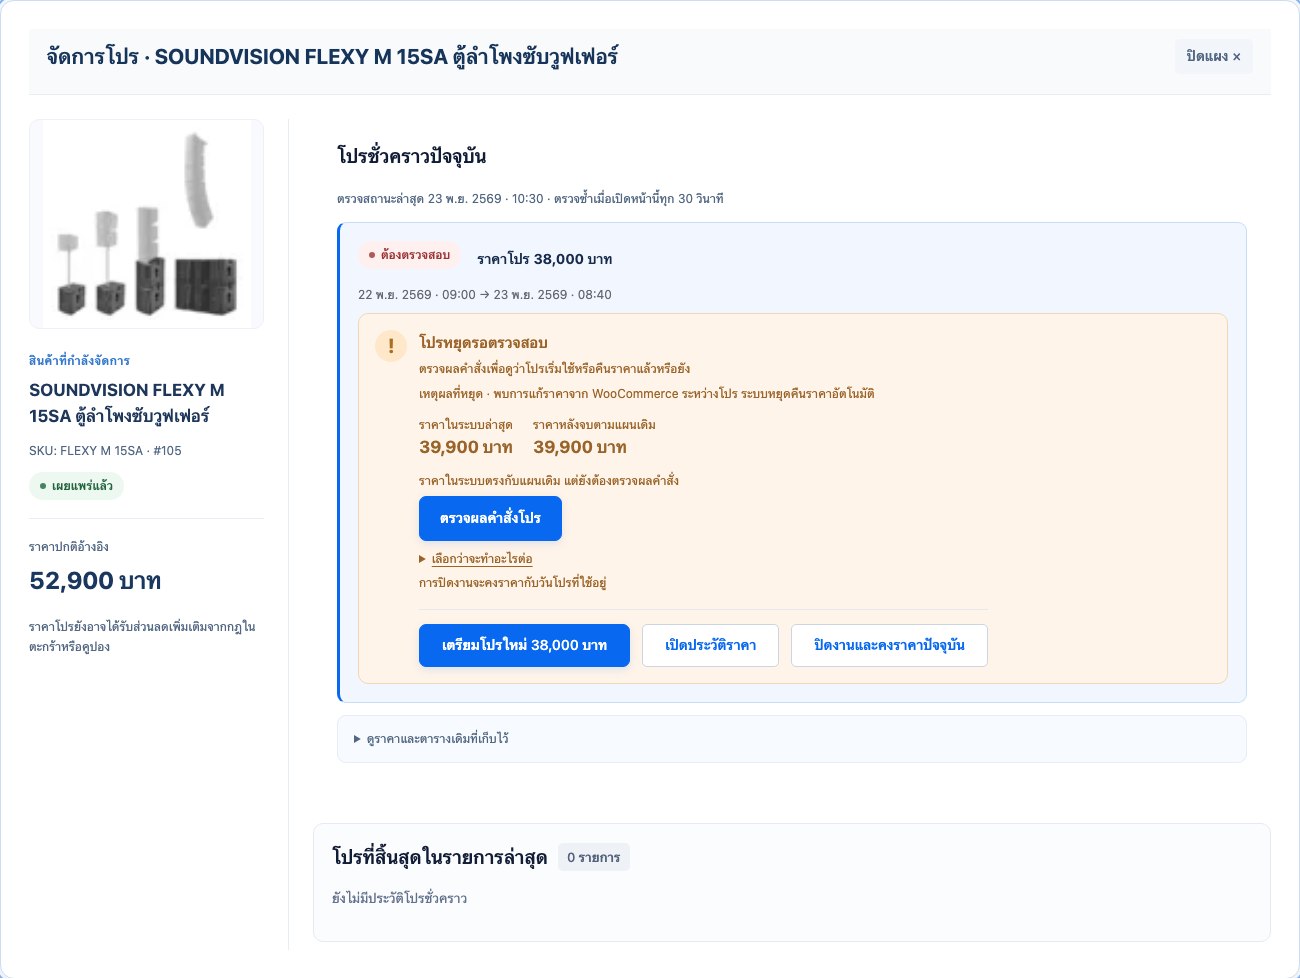 จัดการโปร · SOUNDVISION FLEXY M 15SA ตู้ลำโพงซับวูฟเฟอร์
ปิดแผง ×
สินค้าที่กำลังจัดการ
SOUNDVISION FLEXY M
15SA ตู้ลำโพงซับวูฟเฟอร์
SKU: FLEXY M 15SA · #105
เผยแพร่แล้ว
ราคาปกติอ้างอิง
52,900 บาท
ราคาโปรยังอาจได้รับส่วนลดเพิ่มเติมจากกฎใน
ตะกร้าหรือคูปอง
โปรชั่วคราวปัจจุบัน
ตรวจสถานะล่าสุด 23 พ.ย. 2569 · 10:30 · ตรวจซ้ำเมื่อเปิดหน้านี้ทุก 30 วินาที
ต้องตรวจสอบ
ราคาโปร 38,000 บาท
22 พ.ย. 2569 · 09:00 → 23 พ.ย. 2569 · 08:40
!
โปรหยุดรอตรวจสอบ
ตรวจผลคำสั่งเพื่อดูว่าโปรเริ่มใช้หรือคืนราคาแล้วหรือยัง
เหตุผลที่หยุด · พบการแก้ราคาจาก WooCommerce ระหว่างโปร ระบบหยุดคืนราคาอัตโนมัติ
ราคาในระบบล่าสุด
ราคาหลังจบตามแผนเดิม
39,900 บาท
39,900 บาท
ราคาในระบบตรงกับแผนเดิม แต่ยังต้องตรวจผลคำสั่ง
ตรวจผลคำสั่งโปร
▶ เลือกว่าจะทำอะไรต่อ
การปิดงานจะคงราคากับวันโปรที่ใช้อยู่
เตรียมโปรใหม่ 38,000 บาท
เปิดประวัติราคา
ปิดงานและคงราคาปัจจุบัน
▶ ดูราคาและตารางเดิมที่เก็บไว้
โปรที่สิ้นสุดในรายการล่าสุด
0 รายการ
ยังไม่มีประวัติโปรชั่วคราว